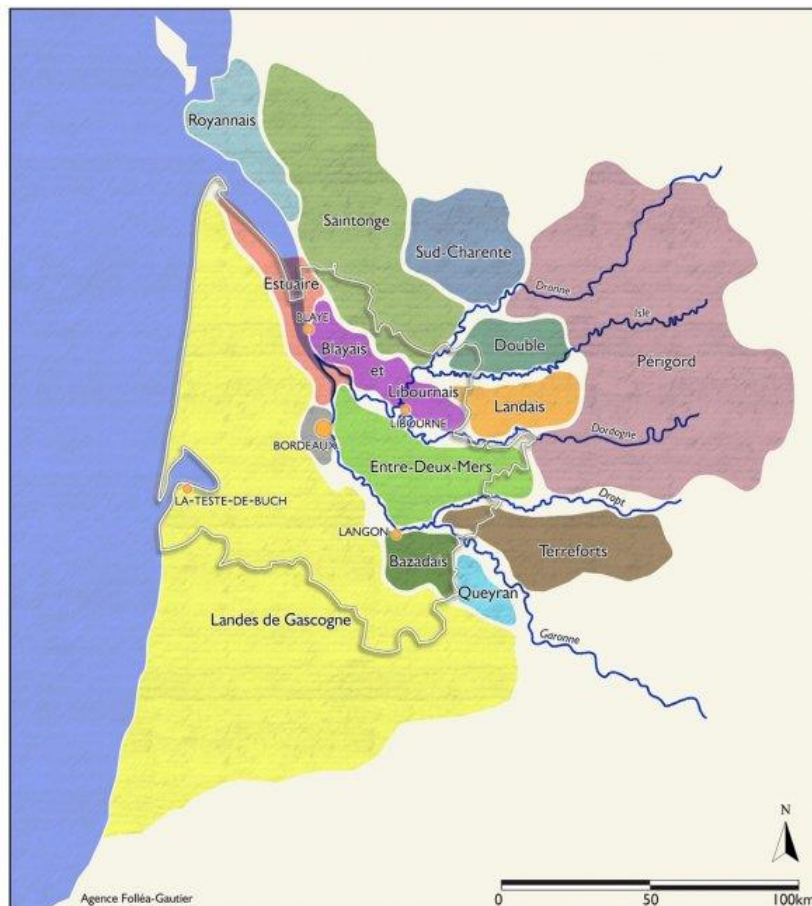 Royannais
Saintonge
Sud-Charente
Dronne
Estuaire
Isle
BLAYE
Blayais
et
Libournais
Double
Périgord
Landais
LIBOURNE
Dordogne
BORDEAUX
Entre-Deux-Mers
LA-TESTE-DE-BUCH
Dropt
LANGON
Terreforts
Bazadais
Queyran
Landes de Gascogne
Garonne
N
Agence Folléa-Gautier
0 50 100km